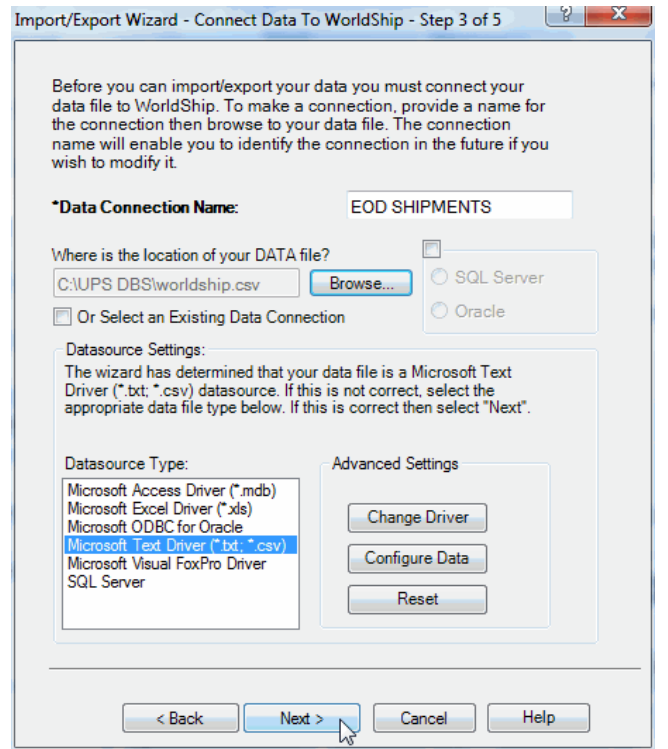 Import/Export Wizard - Connect Data To WorldShip - Step 3 of 5
Before you can import/export your data you must connect your
data file to WorldShip. To make a connection, provide a name for
the connection then browse to your data file. The connection
name will enable you to identify the connection in the future if you
wish to modify it.
*Data Connection Name: EOD SHIPMENTS
Where is the location of your DATA file?
C:\UPS DBS\worldship.csv Browse...
SQL Server
Oracle
Or Select an Existing Data Connection
Datasource Settings:
The wizard has determined that your data file is a Microsoft Text
Driver (*.txt; *.csv) datasource. If this is not correct, select the
appropriate data file type below. If this is correct then select "Next".
Datasource Type:
Microsoft Access Driver (*.mdb)
Microsoft Excel Driver (*.xls)
Microsoft ODBC for Oracle
Microsoft Text Driver (*.txt; *.csv)
Microsoft Visual FoxPro Driver
SQL Server
Advanced Settings
Change Driver
Configure Data
Reset
< Back Next > Cancel Help